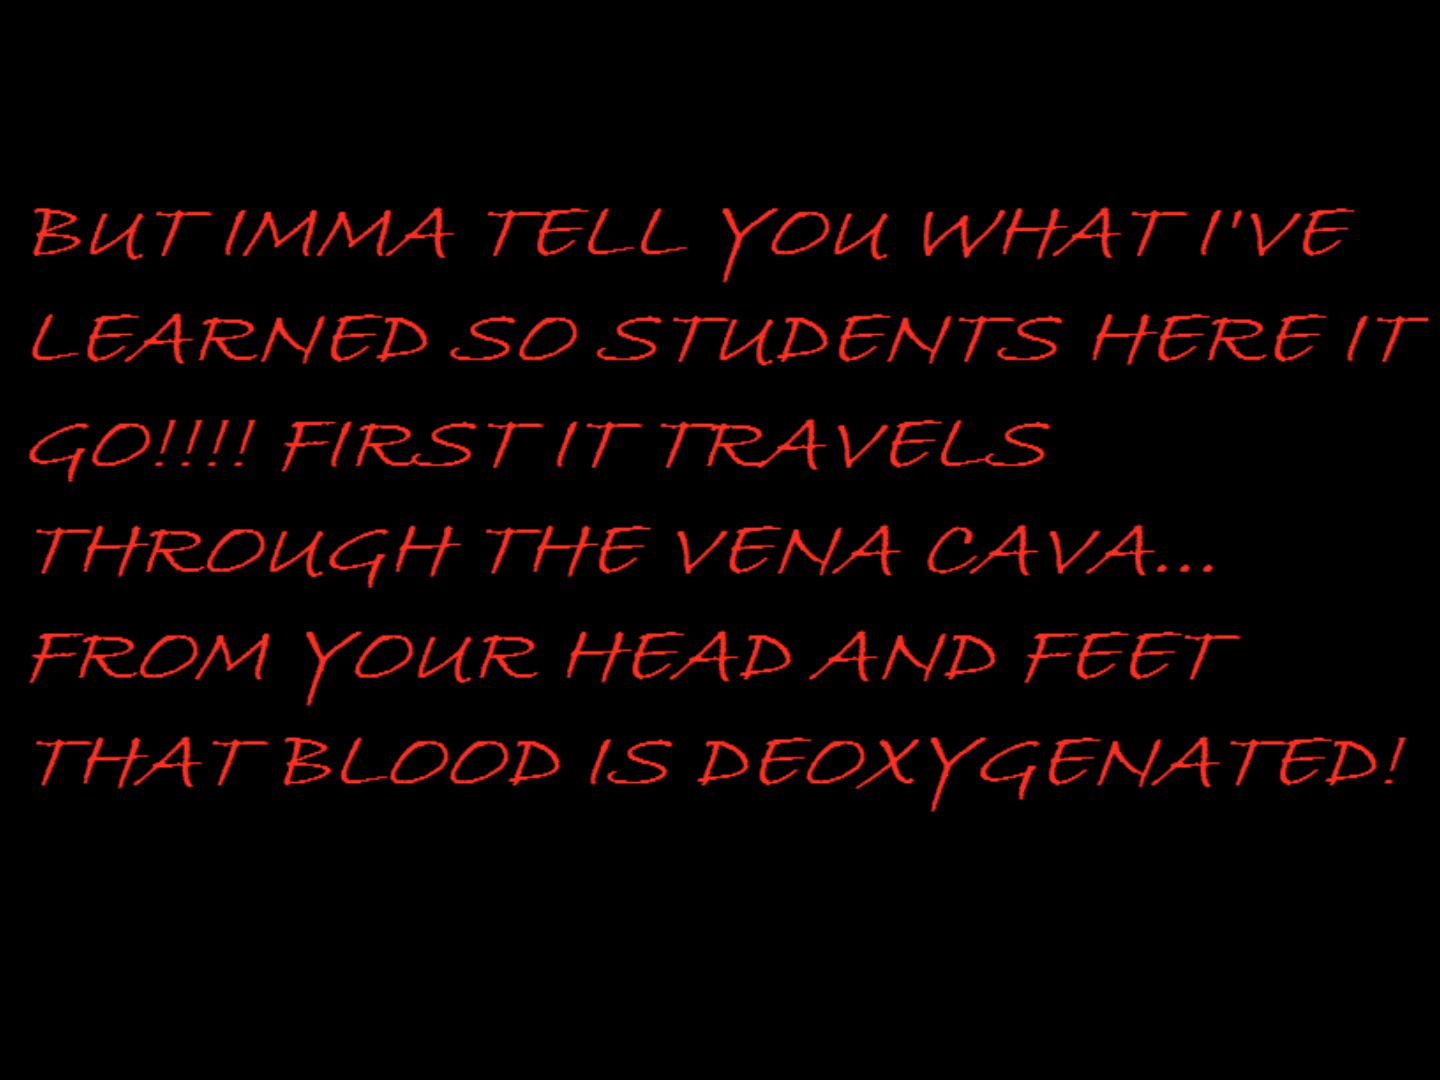 BUT IMMA TELL YOU WHAT I'VE
LEARNED SO STUDENTS HERE IT
GO!!!! FIRST IT TRAVELS
THROUGH THE VENA CAVA...
FROM YOUR HEAD AND FEET
THAT BLOOD IS DEOXYGENATED!